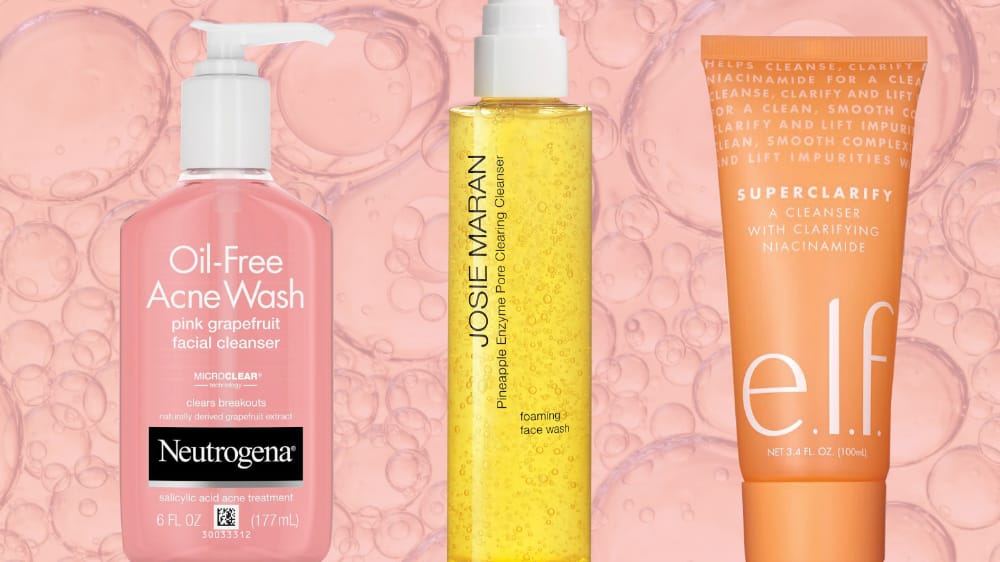 Oil-Free
Acne Wash
pink grapefruit
facial cleanser
MICROCLEAR®
technology
clears breakouts
naturally derived grapefruit extract
Neutrogena®
salicylic acid acne treatment
6 FL OZ (177mL)
30033312
JOSIE MARAN
Pineapple Enzyme Pore Clearing Cleanser
foaming
face wash
HELPS CLEANSE, CLARIFY
NIACINAMIDE FOR A CLEA
CLEANSE, CLARIFY AND LIFT
FOR A CLEAN, SMOOTH CO
CLARIFY AND LIFT IMPURI
CLEAN, SMOOTH COMPLEX
AND LIFT IMPURITIES W
SUPERCLARIFY
A CLEANSER
WITH CLARIFYING
NIACINAMIDE
e.l.f.
NET 3.4 FL. OZ. (100mL)